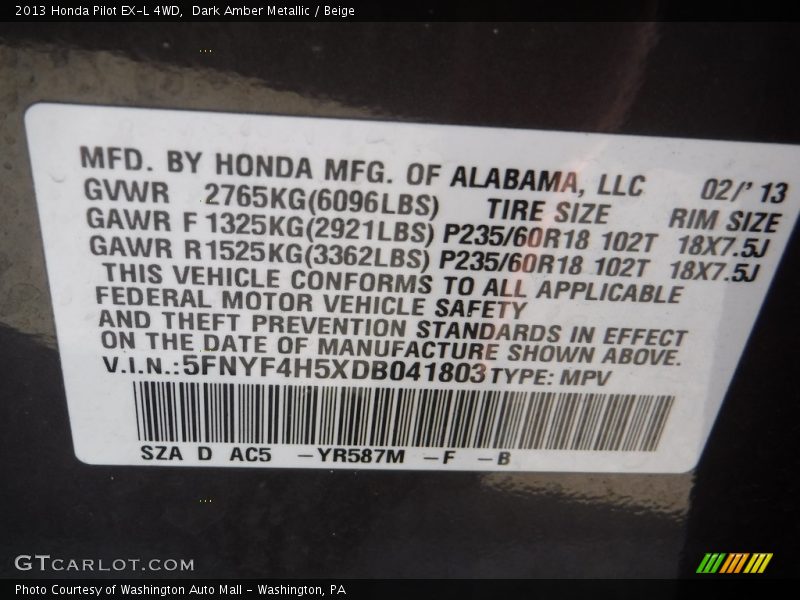 2013 Honda Pilot EX-L 4WD, Dark Amber Metallic / Beige
MFD. BY HONDA MFG. OF ALABAMA, LLC 02/' 13
GVWR 2765KG(6096LBS) TIRE SIZE RIM SIZE
GAWR F 1325KG(2921LBS) P235/60R18 102T 18X7.5J
GAWR R1525KG(3362LBS) P235/60R18 102T 18X7.5J
THIS VEHICLE CONFORMS TO ALL APPLICABLE
FEDERAL MOTOR VEHICLE SAFETY
AND THEFT PREVENTION STANDARDS IN EFFECT
ON THE DATE OF MANUFACTURE SHOWN ABOVE.
V.I.N.:5FNYF4H5XDB041803 TYPE: MPV
SZA D AC5 –YR587M –F –B
GTCARLOT.COM
Photo Courtesy of Washington Auto Mall - Washington, PA